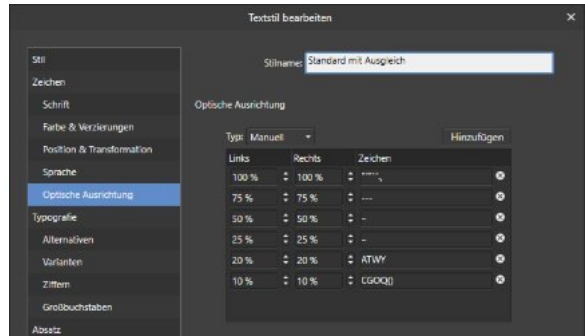 Textstil bearbeiten
Stil
Stilname: Standard mit Ausgleich
Zeichen
Schrift
Optische Ausrichtung
Farbe & Verzierungen
Typ: Manuell
Hinzufügen
Position & Transformation
Links Rechts Zeichen
Sprache
100 % 100 %
Optische Ausrichtung
75 % 75 %
Typografie
50 % 50 % -
Alternativen
25 % 25 % -
Varianten
20 % 20 % ATWY
Ziffern
10 % 10 % CGOQ()
Großbuchstaben
Absatz